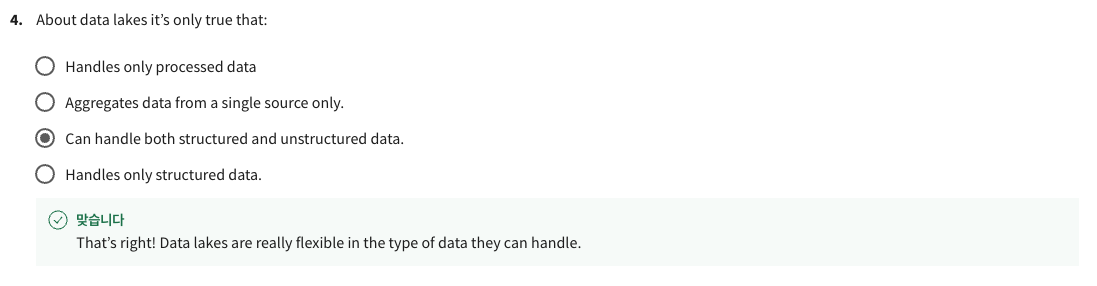 4. About data lakes it’s only true that:
Handles only processed data
Aggregates data from a single source only.
Can handle both structured and unstructured data.
Handles only structured data.
맞습니다
That’s right! Data lakes are really flexible in the type of data they can handle.